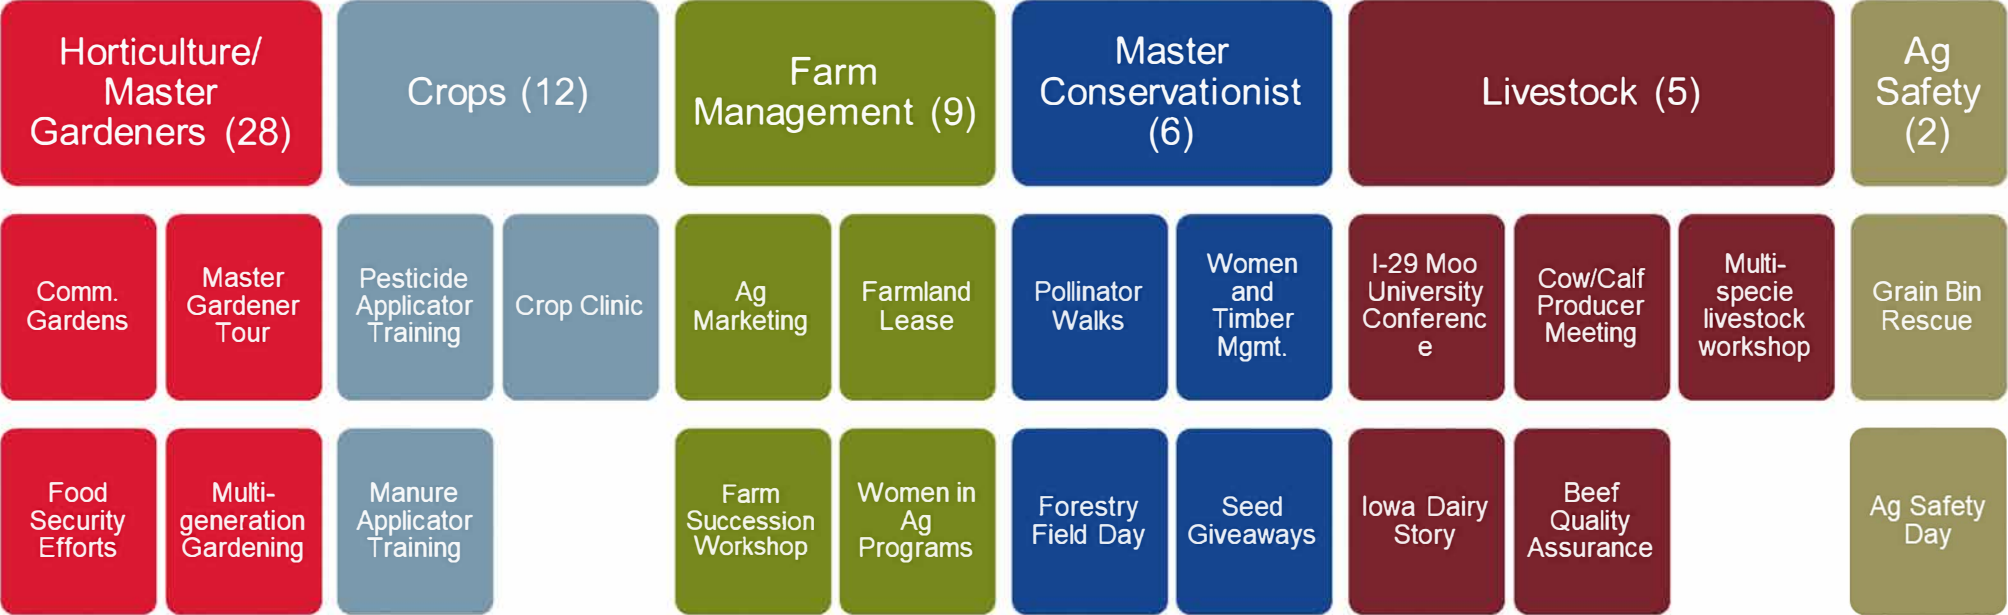 Horticulture/
Master
Gardeners (28)
Crops (12)
Farm
Management (9)
Master
Conservationist
(6)
Livestock (5)
Ag
Safety
(2)
Comm.
Gardens
Master
Gardener
Tour
Pesticide
Applicator
Training
Crop Clinic
Ag
Marketing
Farmland
Lease
Pollinator
Walks
Women
and
Timber
Mgmt.
I-29 Moo
University
Conferenc
e
Cow/Calf
Producer
Meeting
Multi-
specie
livestock
workshop
Grain Bin
Rescue
Food
Security
Efforts
Multi-
generation
Gardening
Manure
Applicator
Training
Farm
Succession
Workshop
Women in
Ag
Programs
Forestry
Field Day
Seed
Giveaways
Iowa Dairy
Story
Beef
Quality
Assurance
Ag Safety
Day